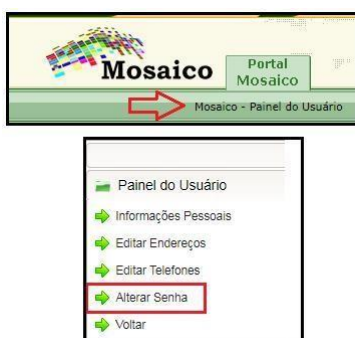 Mosaico
Portal
Mosaico
Mosaico - Painel do Usuário
Painel do Usuário
Informações Pessoais
Editar Endereços
Editar Telefones
Alterar Senha
Voltar